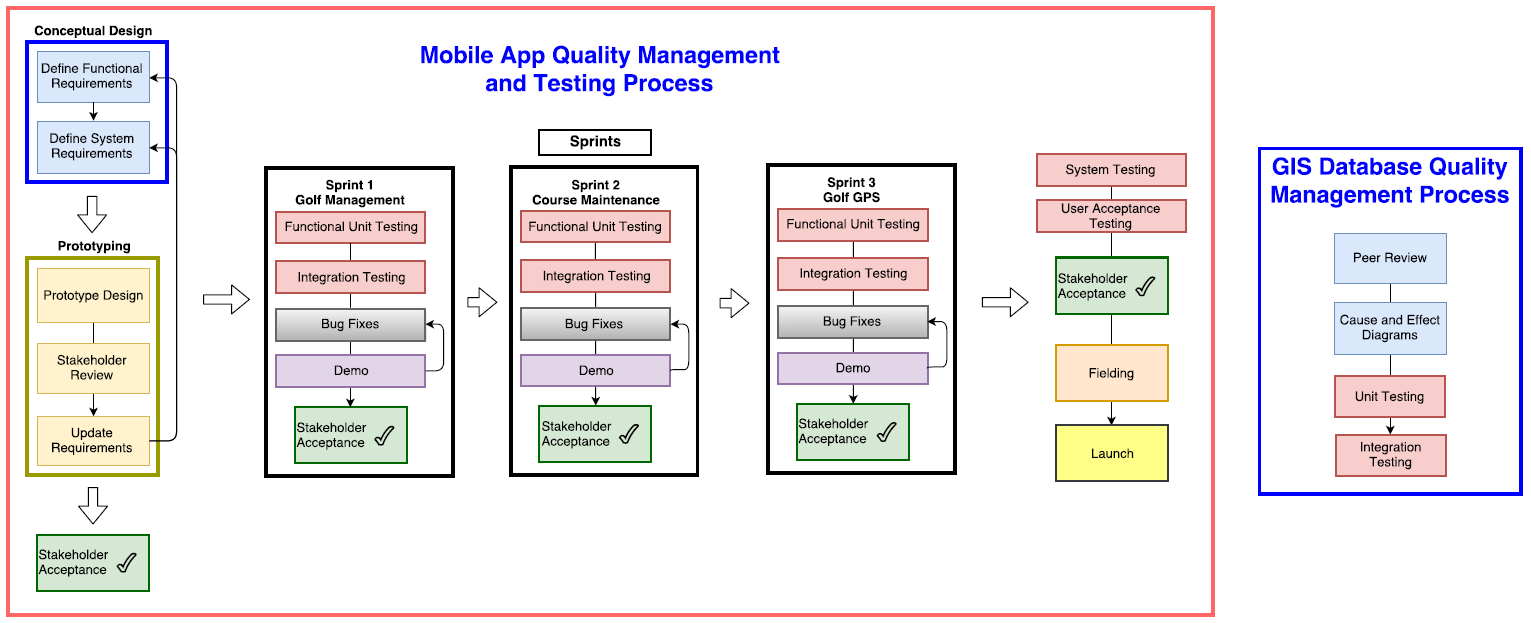 Conceptual Design
Define Functional
Requirements
Define System
Requirements
Prototyping
Prototype Design
Stakeholder
Review
Update
Requirements
Stakeholder
Acceptance
Mobile App Quality Management
and Testing Process
Sprints
Sprint 1
Golf Management
Functional Unit Testing
Integration Testing
Bug Fixes
Demo
Stakeholder
Acceptance
Sprint 2
Course Maintenance
Functional Unit Testing
Integration Testing
Bug Fixes
Demo
Stakeholder
Acceptance
Sprint 3
Golf GPS
Functional Unit Testing
Integration Testing
Bug Fixes
Demo
Stakeholder
Acceptance
System Testing
User Acceptance
Testing
Stakeholder
Acceptance
Fielding
Launch
GIS Database Quality
Management Process
Peer Review
Cause and Effect
Diagrams
Unit Testing
Integration
Testing